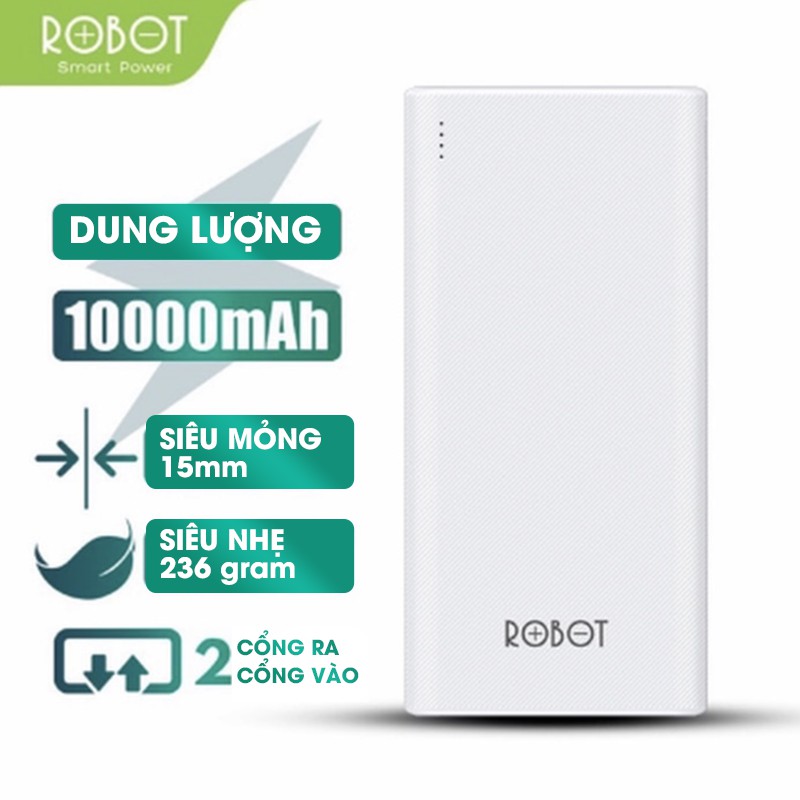 ROBOT
Smart Power
DUNG LƯỢNG
10000mAh
SIÊU MỎNG
15mm
SIÊU NHẸ
236 gram
2 CỔNG RA
CỔNG VÀO
ROBOT